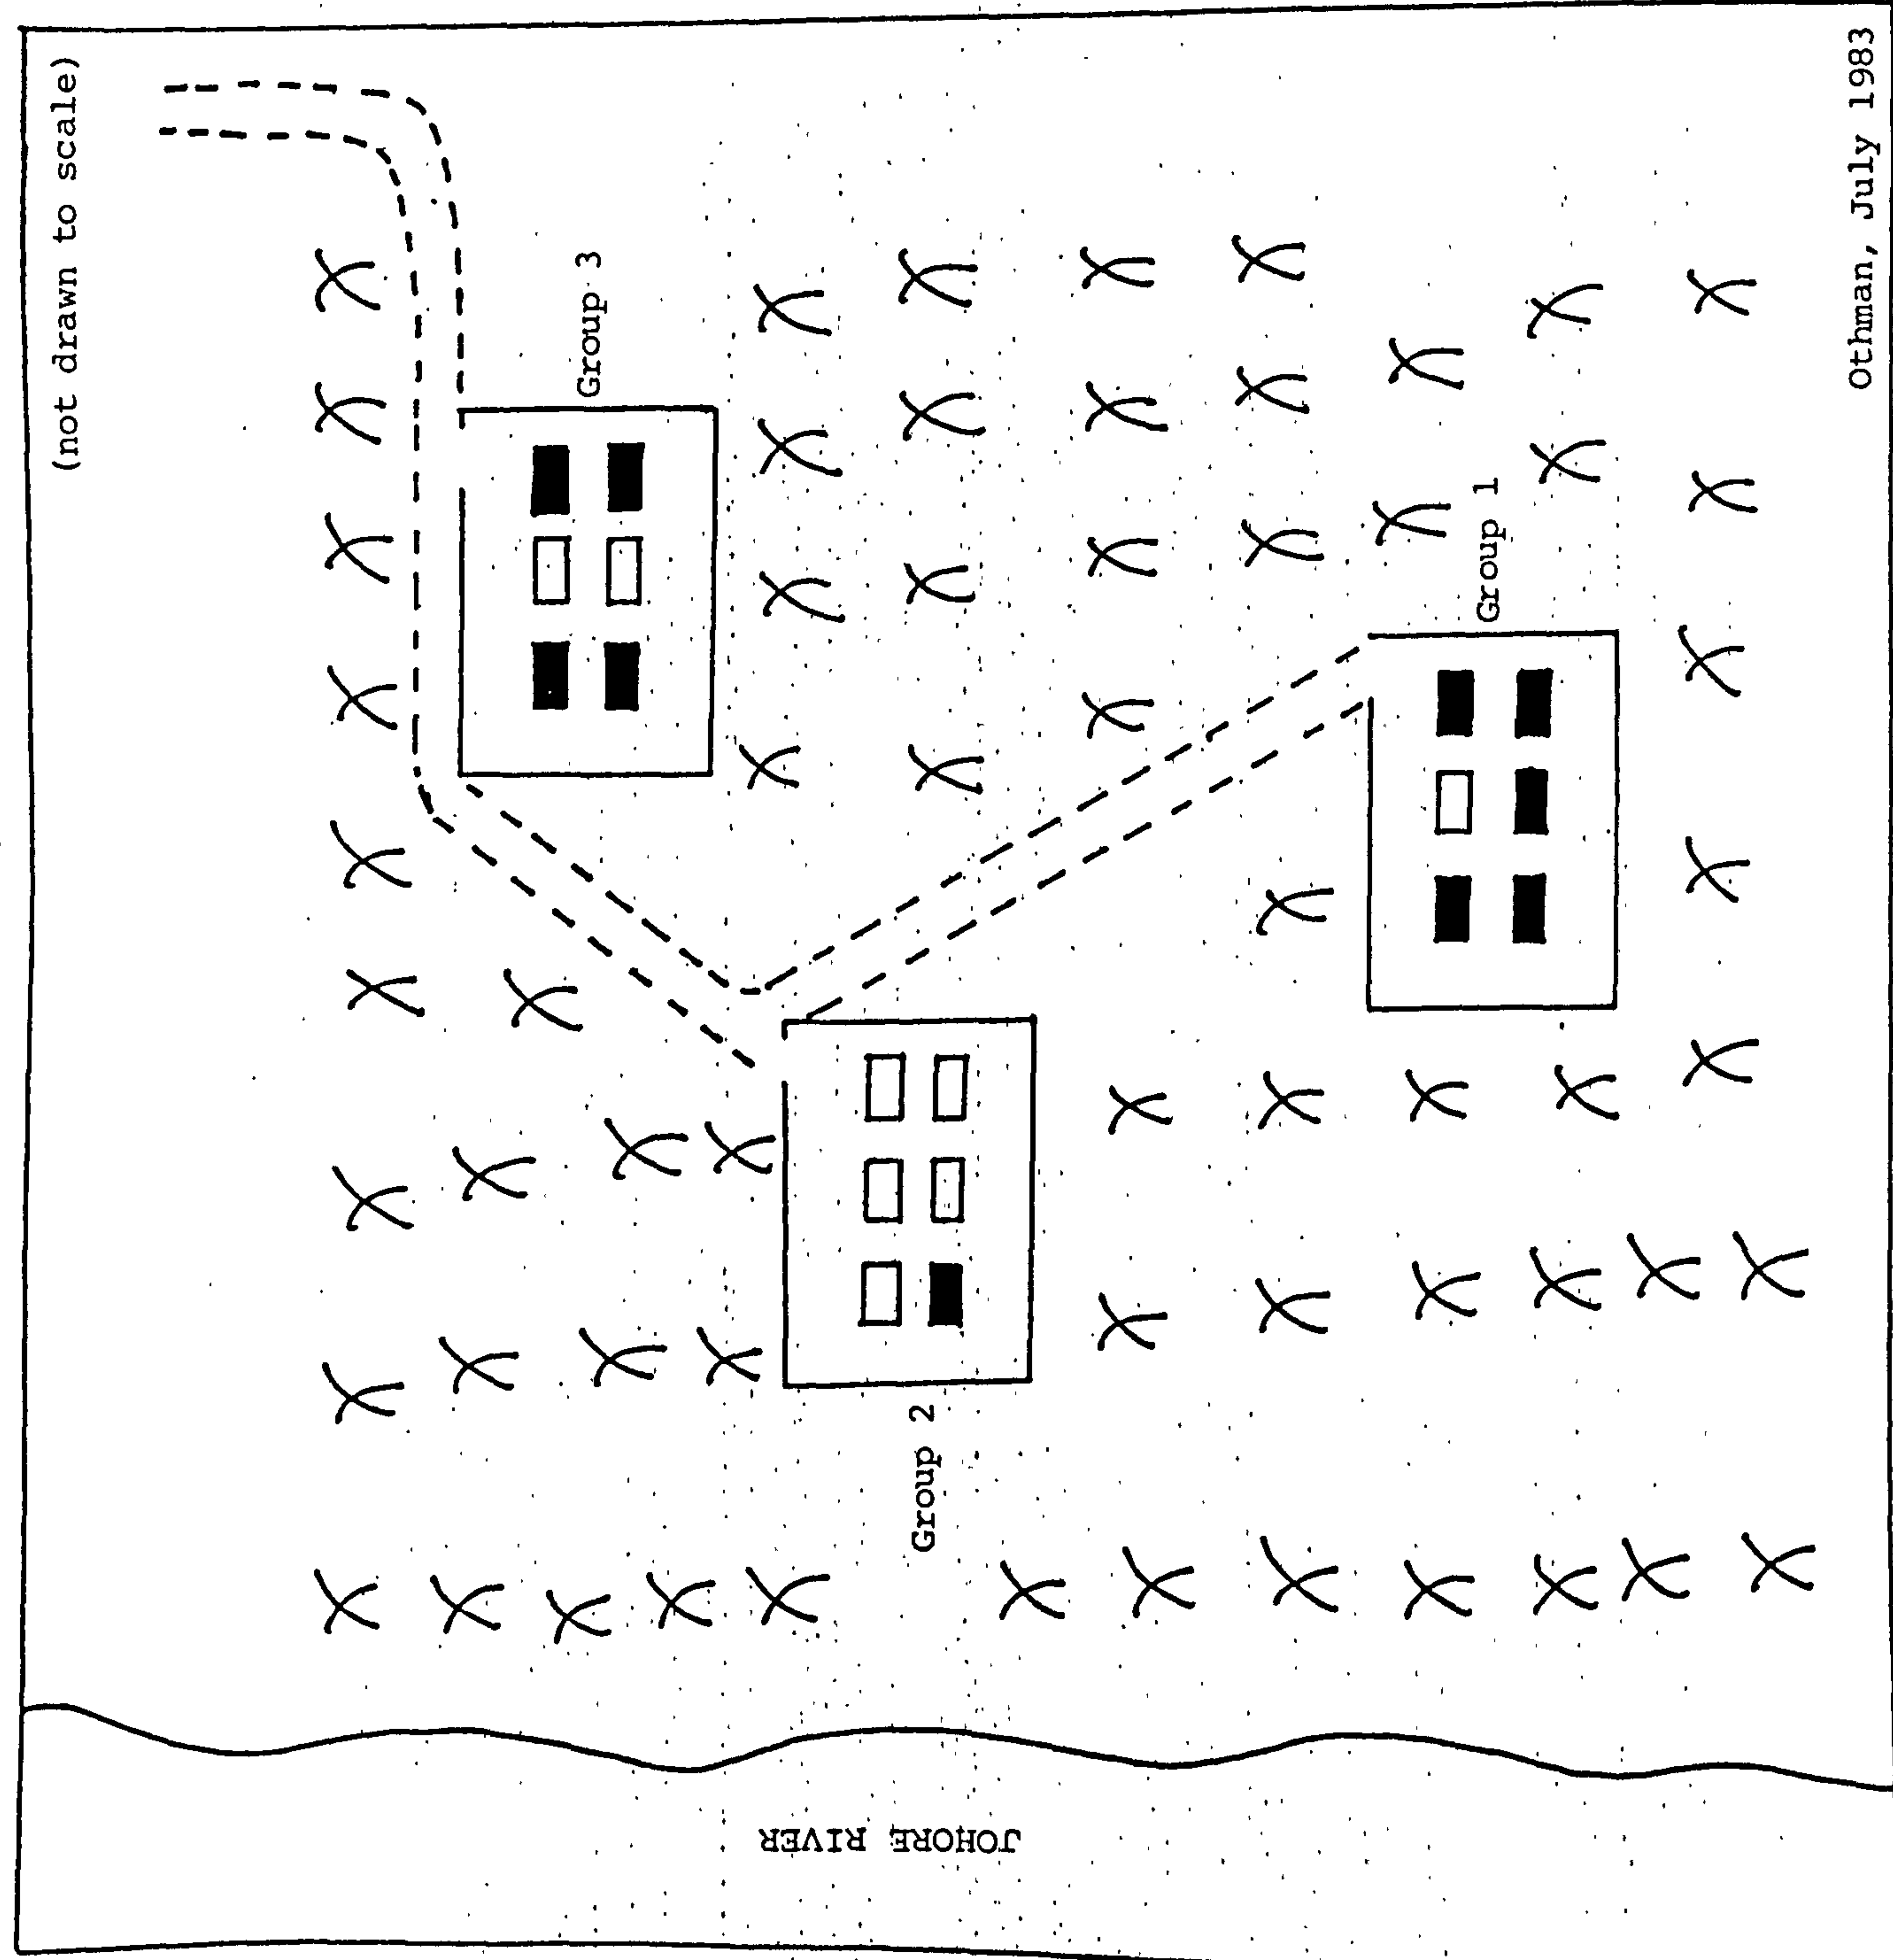 (not drawn to scale)
Group 3
Group 1
Group 2
JOHORE RIVER
Othman, July 1983